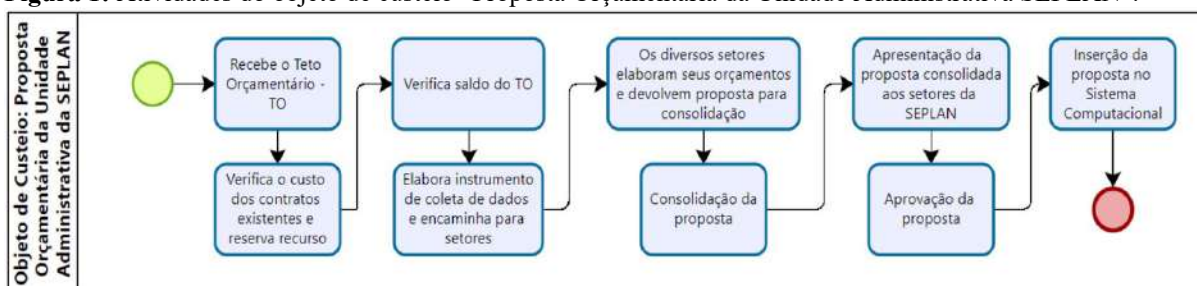 Objeto de Custeio: Proposta
Orçamentária da Unidade
Administrativa da SEPLAN
Recebe o Teto
Orçamentário -
TO
Verifica o custo
dos contratos
existentes e
reserva recurso
Verifica saldo do TO
Elabora instrumento
de coleta de dados
e encaminha para
setores
Os diversos setores
elaboram seus orçamentos
e devolvem proposta para
consolidação
Consolidação da
proposta
Apresentação da
proposta consolidada
aos setores da
SEPLAN
Aprovação da
proposta
Inserção da
proposta no
Sistema
Computacional